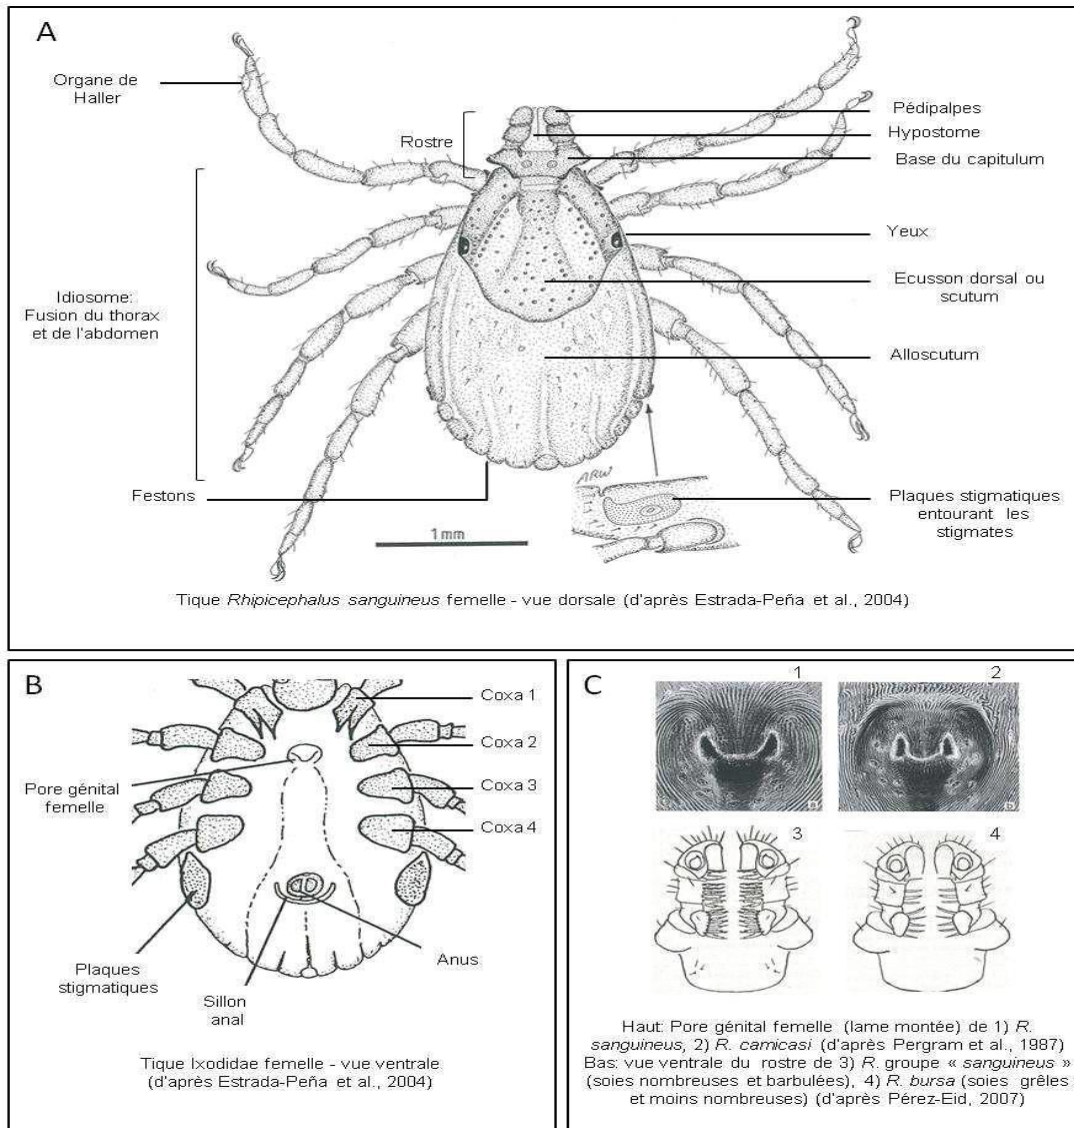 A
Organe de
Haller
Rostre
Pédipalpes
Hypostome
Base du capitulum
Yeux
Idiosome:
Fusion du thorax
et de l'abdomen
Ecusson dorsal ou
scutum
Alloscutum
Festons
ARW
Plaques stigmatiques
entourant les
stigmates
1 mm
Tique Rhipicephalus sanguineus femelle - vue dorsale (d'après Estrada-Peña et al., 2004)
B
Coxa 1
Coxa 2
Pore génital
femelle
Coxa 3
Coxa 4
Plaques
stigmatiques
Anus
Sillon
anal
Tique Ixodidae femelle - vue ventrale
(d'après Estrada-Peña et al., 2004)
C
1
2
a
b
3
4
Haut: Pore génital femelle (lame montée) de 1) R.
sanguineus, 2) R. camicasi (d'après Pergram et al., 1987)
Bas: vue ventrale du rostre de 3) R. groupe « sanguineus »
(soies nombreuses et barbulées), 4) R. bursa (soies grêles
et moins nombreuses) (d'après Pérez-Eid, 2007)